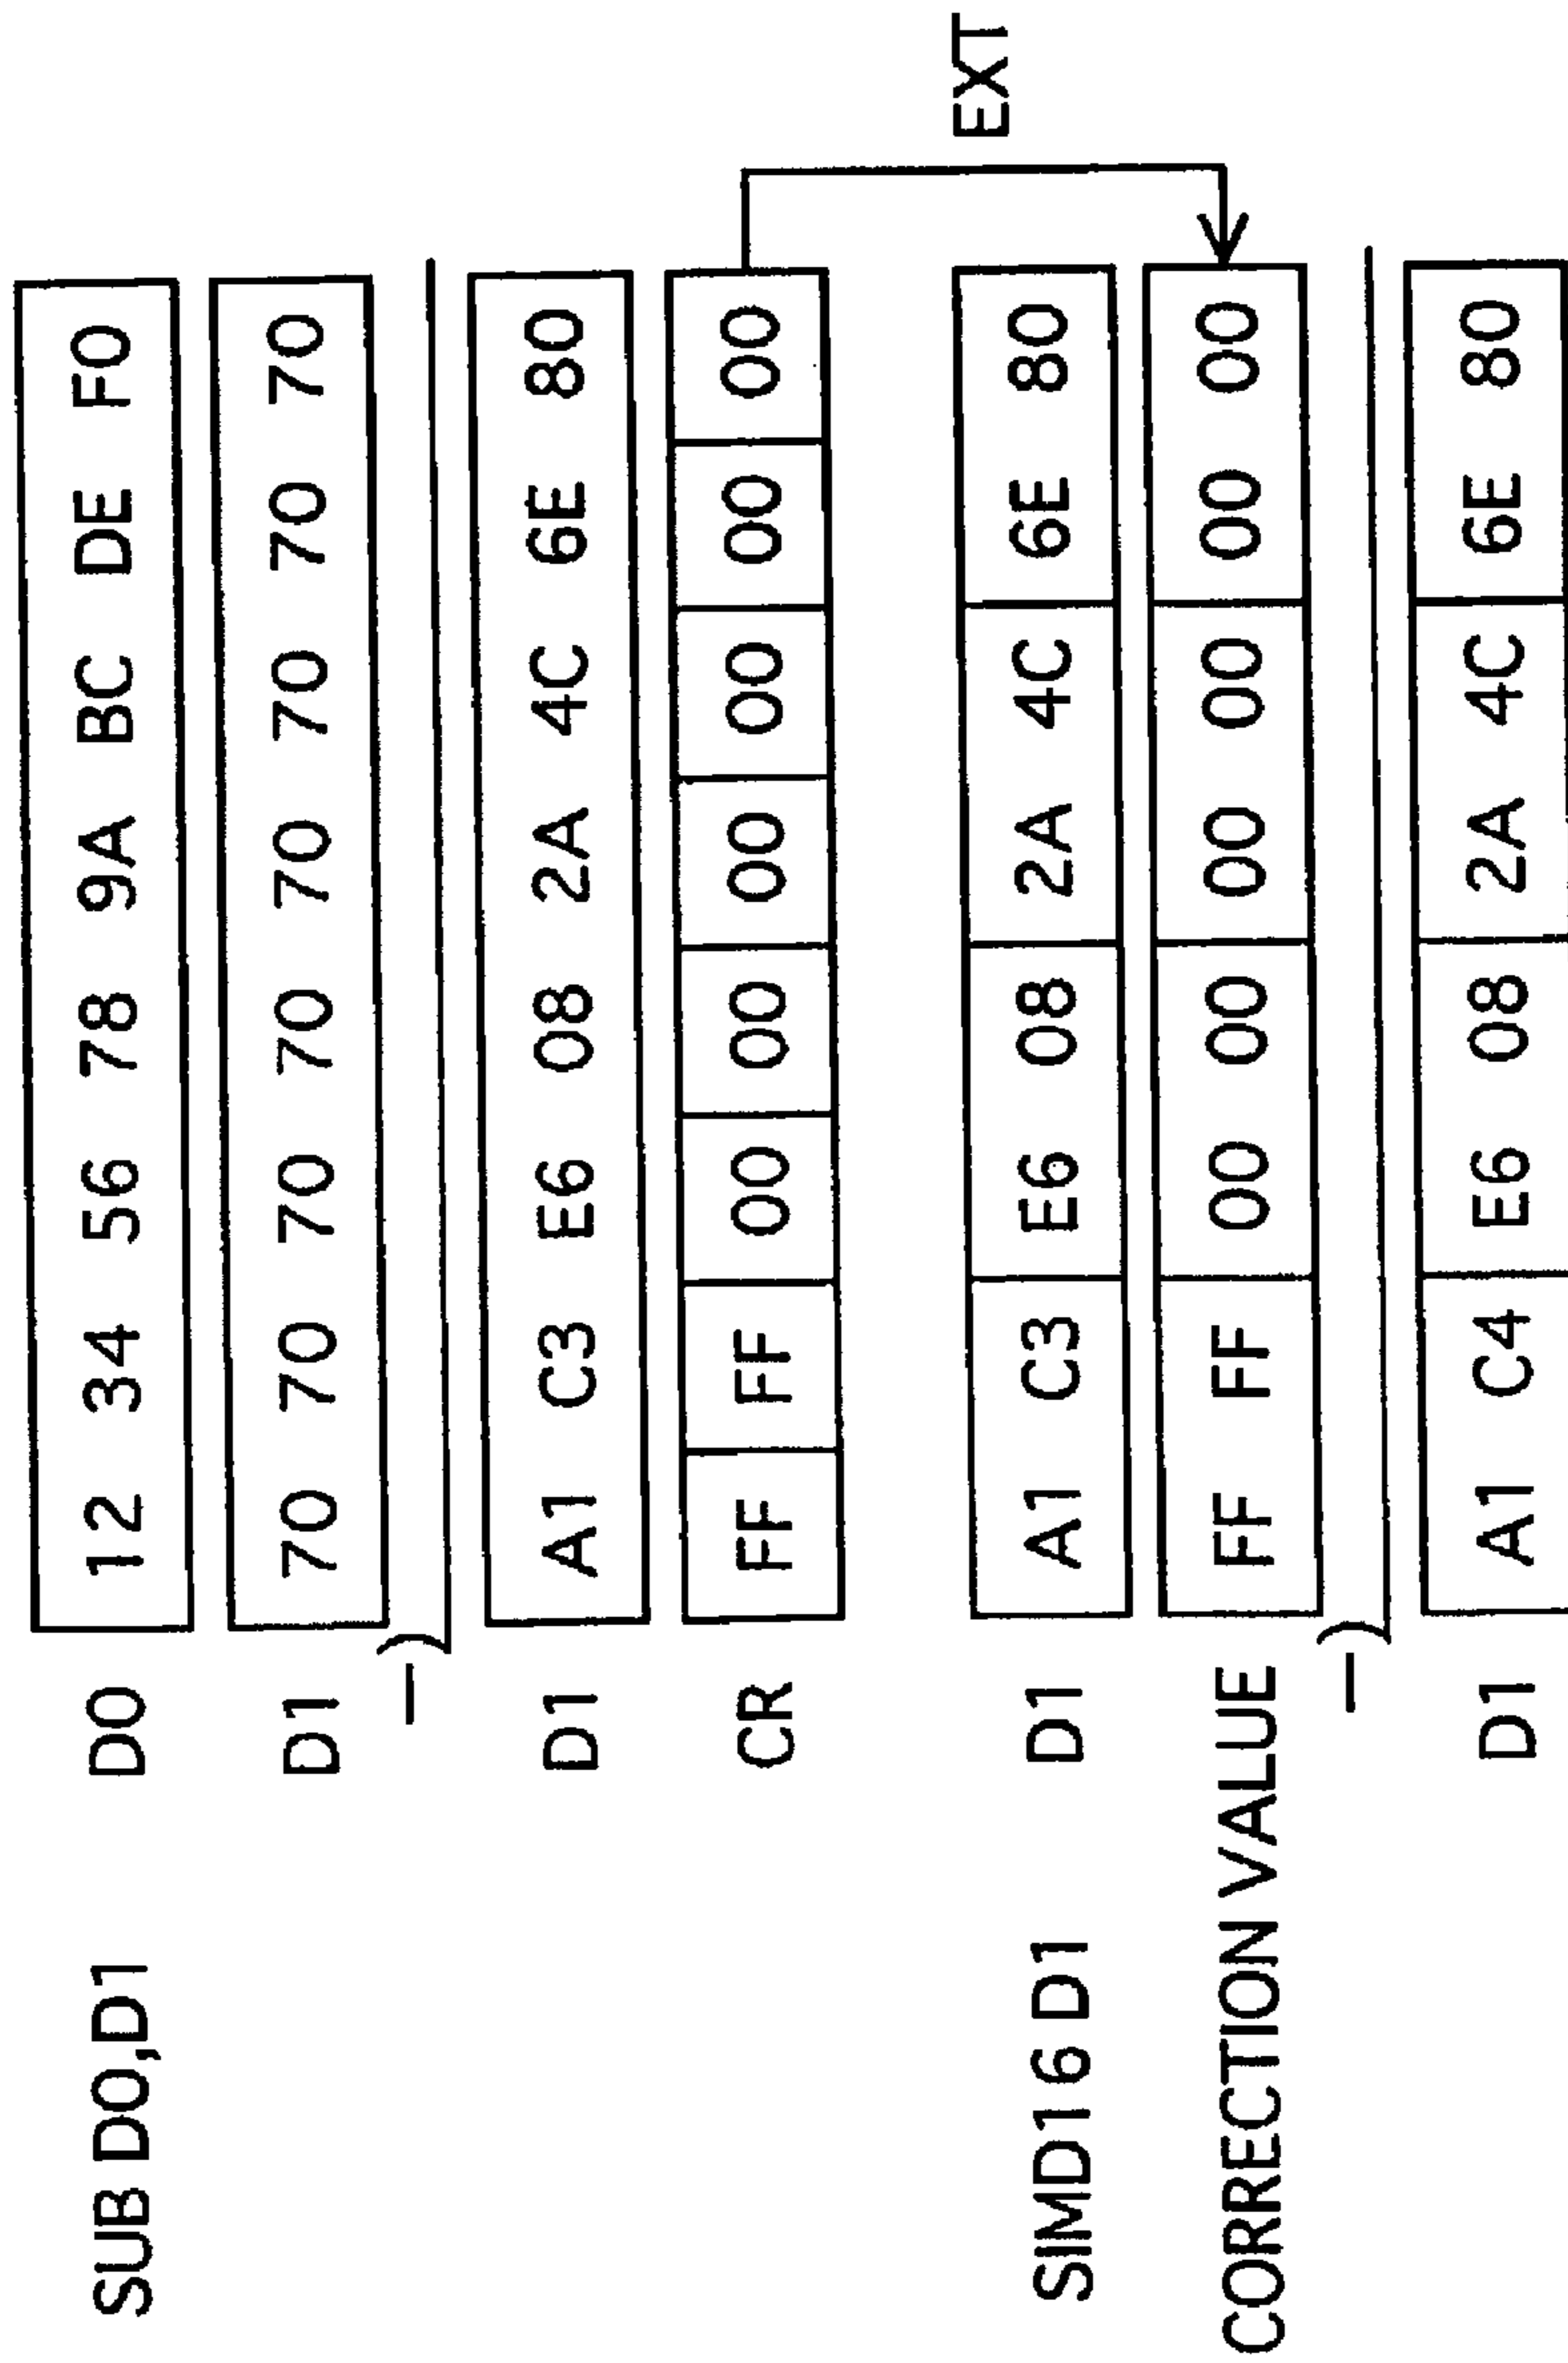 SUB D0,D1 D0 12 34 56 78 9A BC DE F0
D1 70 70 70 70 70 70 70 70
—)
D1 A1 C3 E6 08 2A 4C 6E 80
CR FF FF 00 00 00 00 00 00
EXT
SIMD16 D1 D1 A1 C3 E6 08 2A 4C 6E 80
CORRECTION VALUE FF FF 00 00 00 00 00 00
—)
D1 A1 C4 E6 08 2A 4C 6E 80